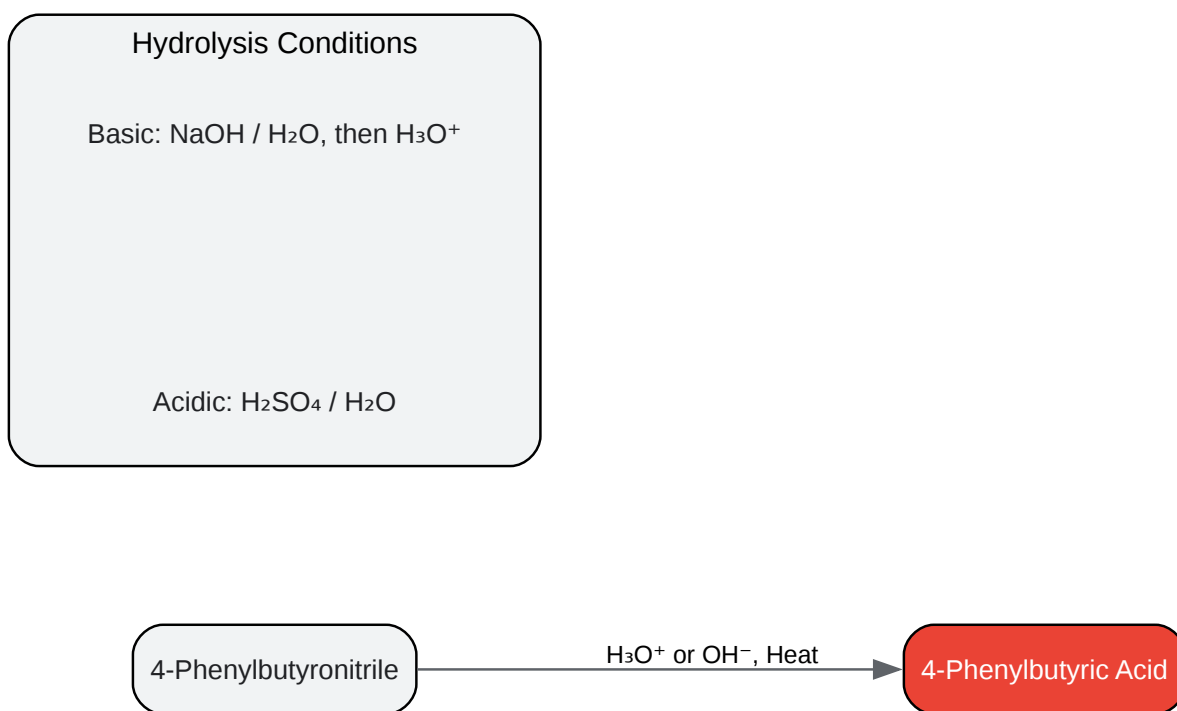 Hydrolysis Conditions
Basic: NaOH / H₂O, then H₃O⁺
Acidic: H₂SO₄ / H₂O
H₃O⁺ or OH⁻, Heat
4-Phenylbutyronitrile
4-Phenylbutyric Acid